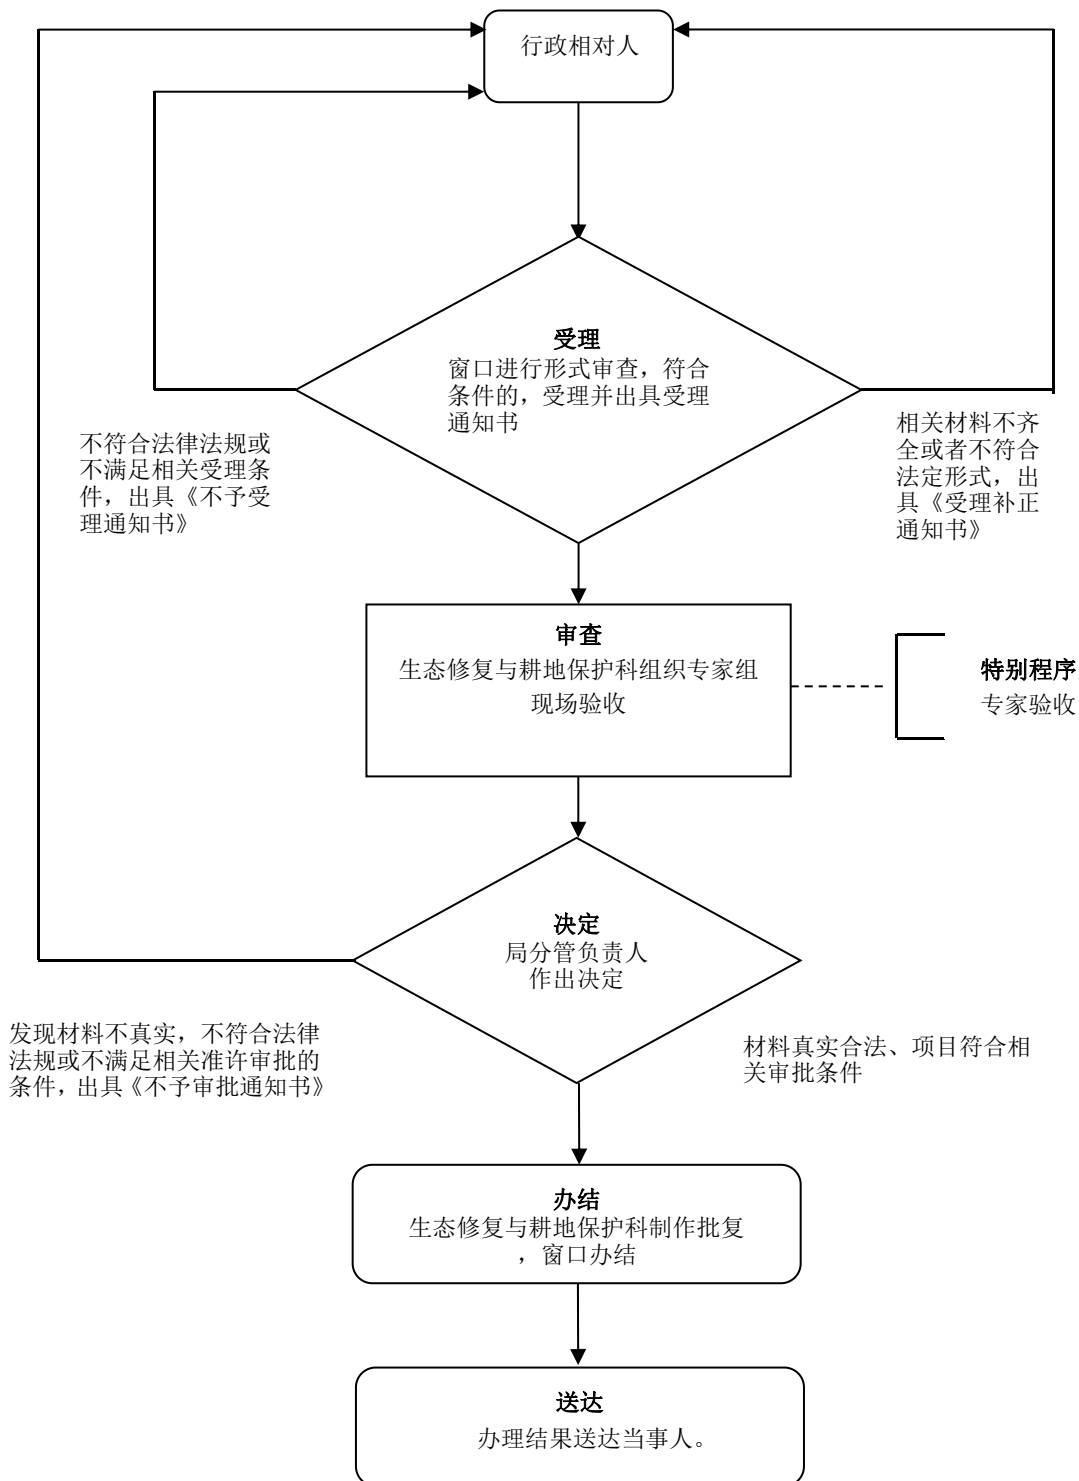 行政相对人
受理
窗口进行形式审查，符合
条件的，受理并出具受理
通知书
不符合法律法规或
不满足相关受理条
件，出具《不予受
理通知书》
相关材料不齐
全或者不符合
法定形式，出
具《受理补正
通知书》
审查
生态修复与耕地保护科组织专家组
现场验收
特别程序
专家验收
决定
局分管负责人
作出决定
发现材料不真实，不符合法律
法规或不满足相关准许审批的
条件，出具《不予审批通知书》
材料真实合法、项目符合相
关审批条件
办结
生态修复与耕地保护科制作批复
，窗口办结
送达
办理结果送达当事人。